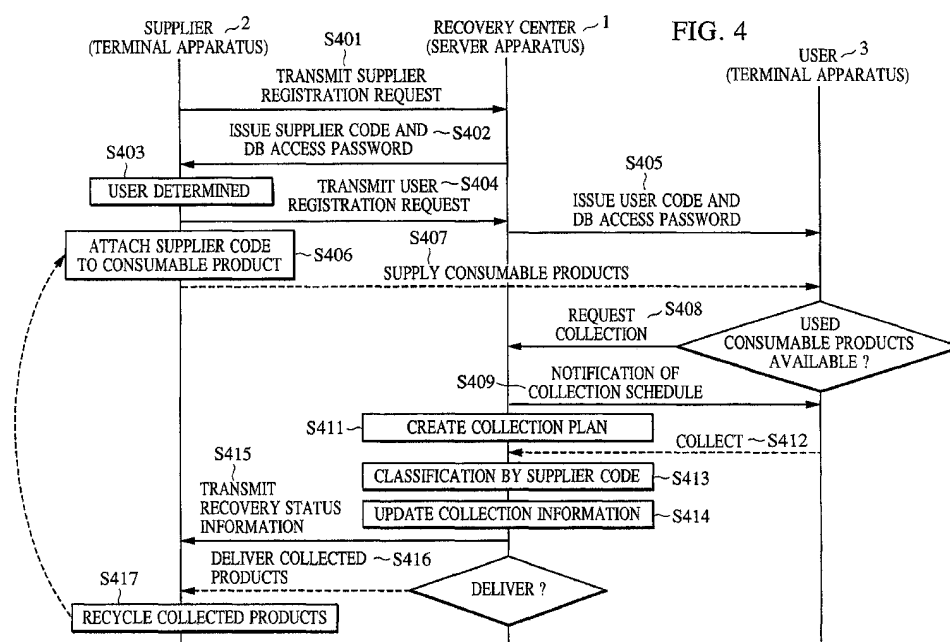 FIG. 4
SUPPLIER 2
(TERMINAL APPARATUS)
RECOVERY CENTER 1
(SERVER APPARATUS)
USER 3
(TERMINAL APPARATUS)
S401
TRANSMIT SUPPLIER
REGISTRATION REQUEST
ISSUE SUPPLIER CODE AND
DB ACCESS PASSWORD
S402
S403
USER DETERMINED
TRANSMIT USER
REGISTRATION REQUEST
S404
S405
ISSUE USER CODE AND
DB ACCESS PASSWORD
ATTACH SUPPLIER CODE
TO CONSUMABLE PRODUCT
S406
S407
SUPPLY CONSUMABLE PRODUCTS
REQUEST
COLLECTION
S408
USED
CONSUMABLE PRODUCTS
AVAILABLE ?
S409
NOTIFICATION OF
COLLECTION SCHEDULE
S411
CREATE COLLECTION PLAN
COLLECT
S412
CLASSIFICATION BY SUPPLIER CODE
S413
UPDATE COLLECTION INFORMATION
S414
S415
TRANSMIT
RECOVERY STATUS
INFORMATION
DELIVER COLLECTED
PRODUCTS
S416
DELIVER ?
S417
RECYCLE COLLECTED PRODUCTS